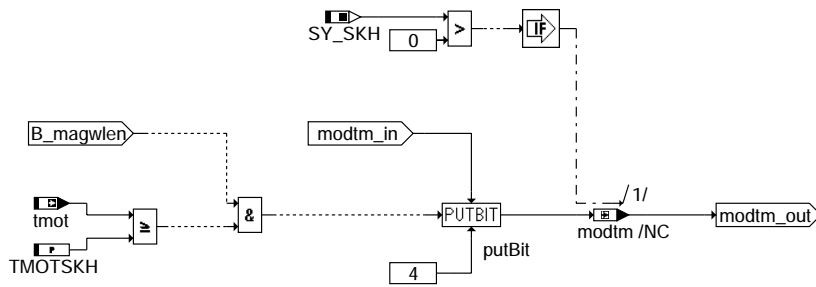 SY_SKH
0
>
IF
B_magwlen
modtm_in
1/
tmot
≥
&
PUTBIT
modtm /NC
modtm_out
P
TMOTSKH
4
putBit